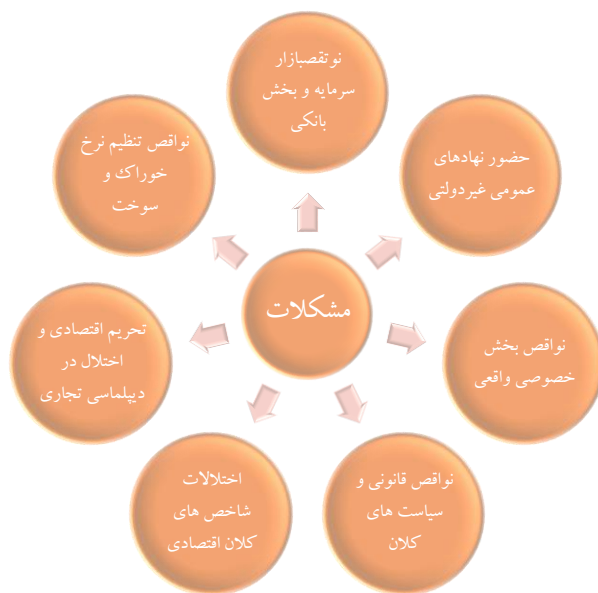 نوتقصبازار
سرمایه و بخش
بانکی
حضور نهادهای
عمومی غیردولتی
نواقص بخش
خصوصی واقعی
نواقص قانونی و
سیاست های
کلان
اختلالات
شاخص های
کلان اقتصادی
تحریم اقتصادی و
اختلال در
دیپلماسی تجاری
نواقص تنظیم نرخ
خوراک و
سوخت
مشکلات